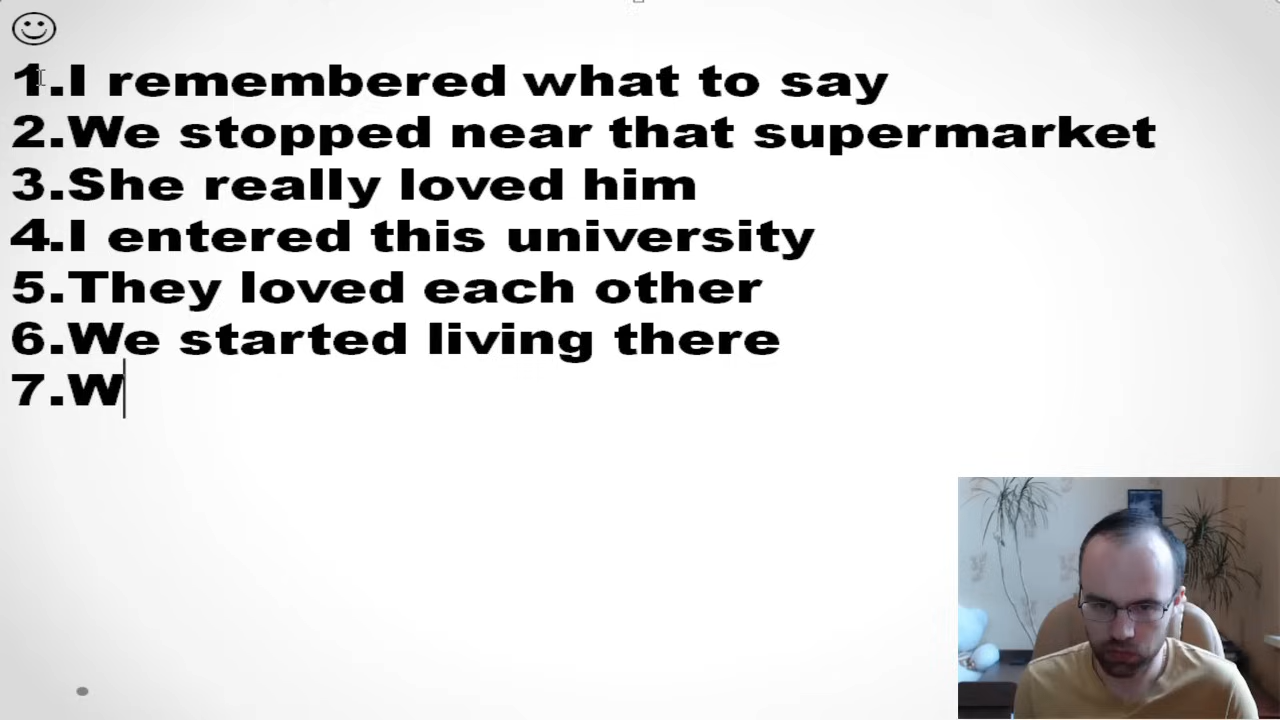 1.I remembered what to say
2.We stopped near that supermarket
3.She really loved him
4.I entered this university
5.They loved each other
6.We started living there
7.W